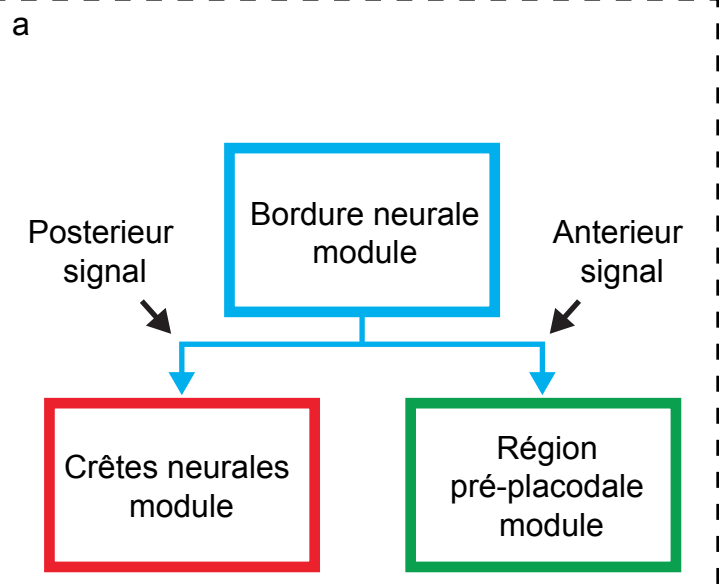 a
Bordure neurale
module
Posterieur
signal
Anterieur
signal
Crêtes neurales
module
Région
pré-placodale
module